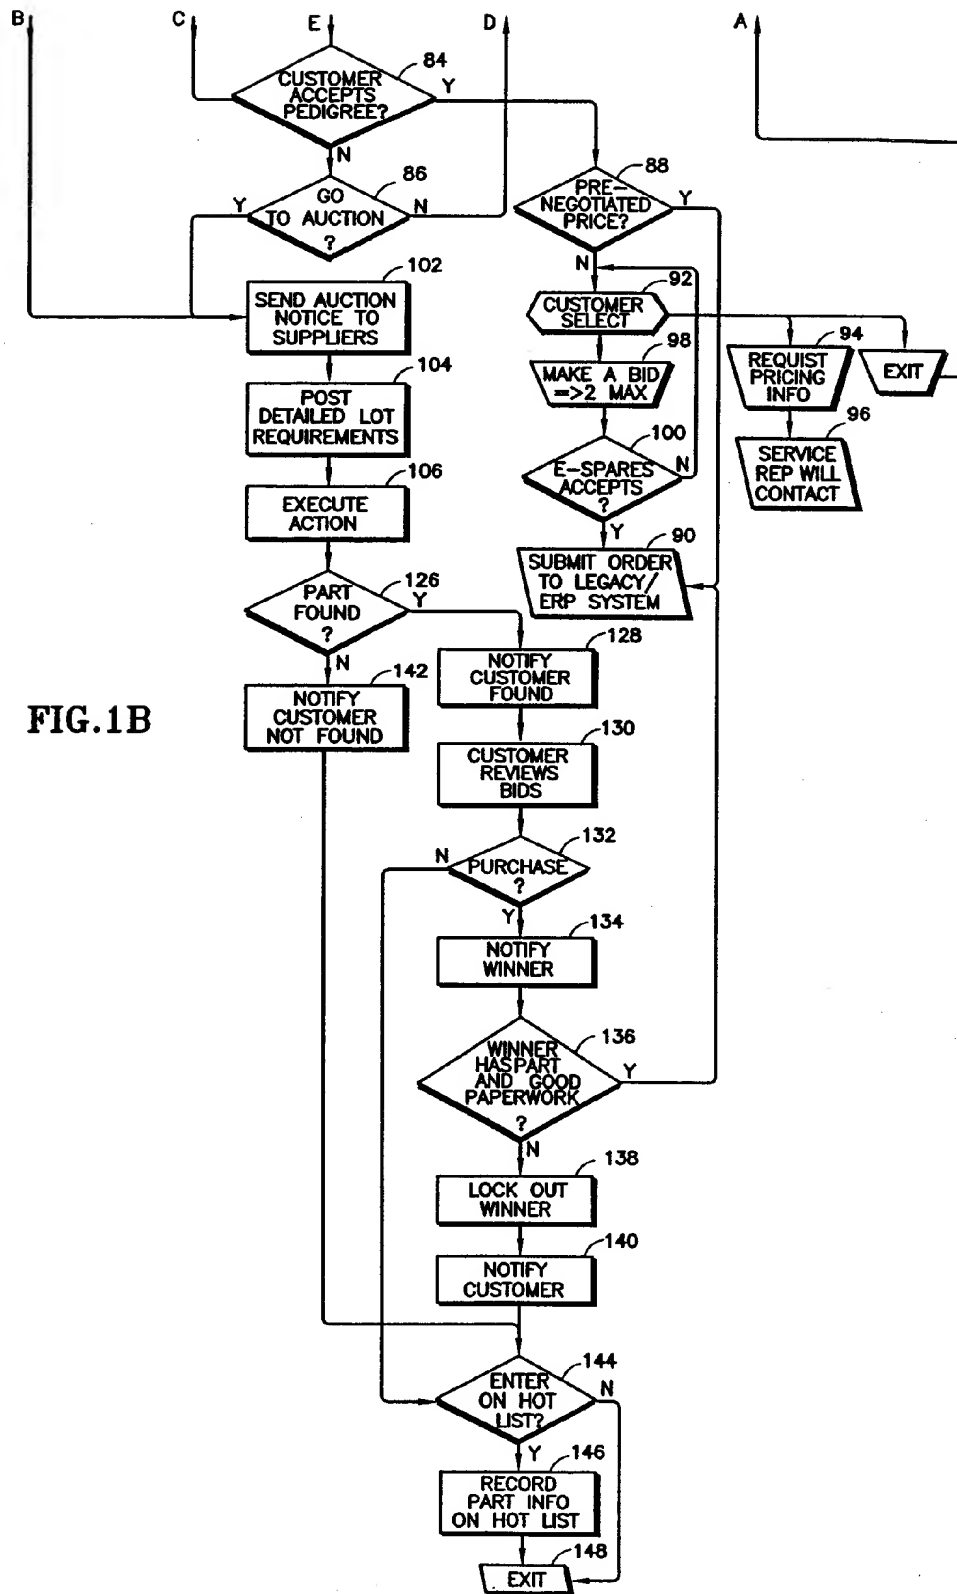 B
C
E
D
A
84
CUSTOMER
ACCEPTS
PEDIGREE?
Y
N
86
GO
TO AUCTION
?
Y
N
88
PRE-
NEGOTIATED
PRICE?
Y
N
102
SEND AUCTION
NOTICE TO
SUPPLIERS
92
CUSTOMER
SELECT
94
REQUIST
PRICING
INFO
EXIT
98
MAKE A BID
=>2 MAX
104
POST
DETAILED LOT
REQUIREMENTS
96
SERVICE
REP WILL
CONTACT
100
E-SPARES
ACCEPTS
?
N
Y
106
EXECUTE
ACTION
90
SUBMIT ORDER
TO LEGACY/
ERP SYSTEM
126
PART
FOUND
?
Y
N
128
NOTIFY
CUSTOMER
FOUND
142
NOTIFY
CUSTOMER
NOT FOUND
FIG.1B
130
CUSTOMER
REVIEWS
BIDS
132
PURCHASE
?
N
Y
134
NOTIFY
WINNER
136
WINNER
HASPART
AND GOOD
PAPERWORK
?
Y
N
138
LOCK OUT
WINNER
140
NOTIFY
CUSTOMER
144
ENTER
ON HOT
LIST?
N
Y
146
RECORD
PART INFO
ON HOT LIST
148
EXIT